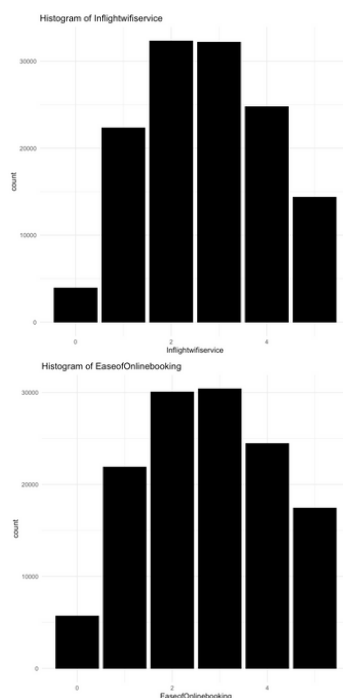 Histogram of Inflightwifiservice
30000
20000
10000
0
count
0 2 4
Inflightwifiservice
Histogram of EaseofOnlinebooking
30000
20000
10000
0
count
0 2 4
EaseofOnlinebooking